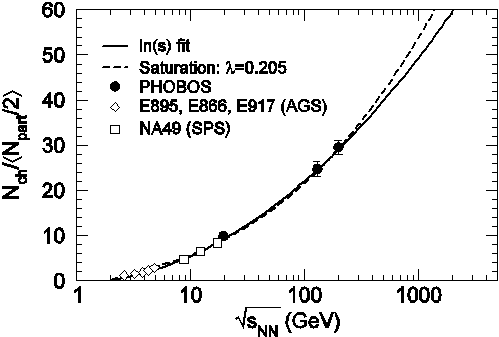 60
50
40
30
20
10
0
N_ch/⟨N_part/2⟩
ln(s) fit
Saturation: λ=0.205
PHOBOS
E895, E866, E917 (AGS)
NA49 (SPS)
1 10 100 1000
√s_NN (GeV)